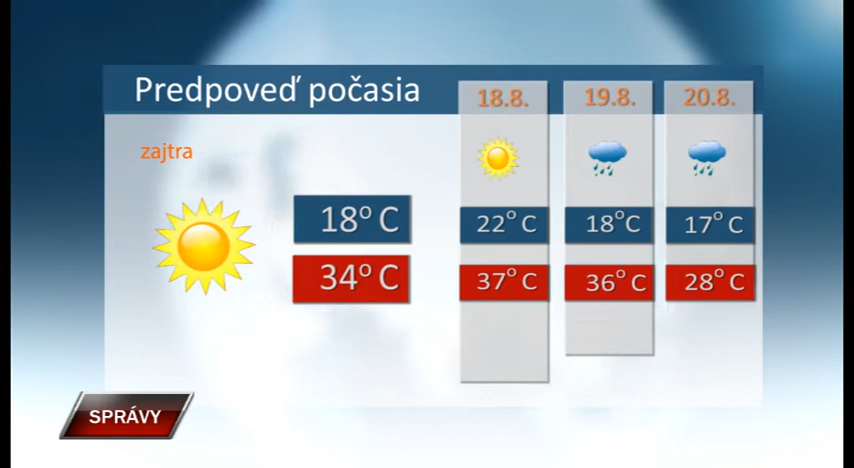 Predpoveď počasia
zajtra
18° C
34° C
18.8.
19.8.
20.8.
22° C
18°C
17° C
37° C
36° C
28° C
SPRÁVY